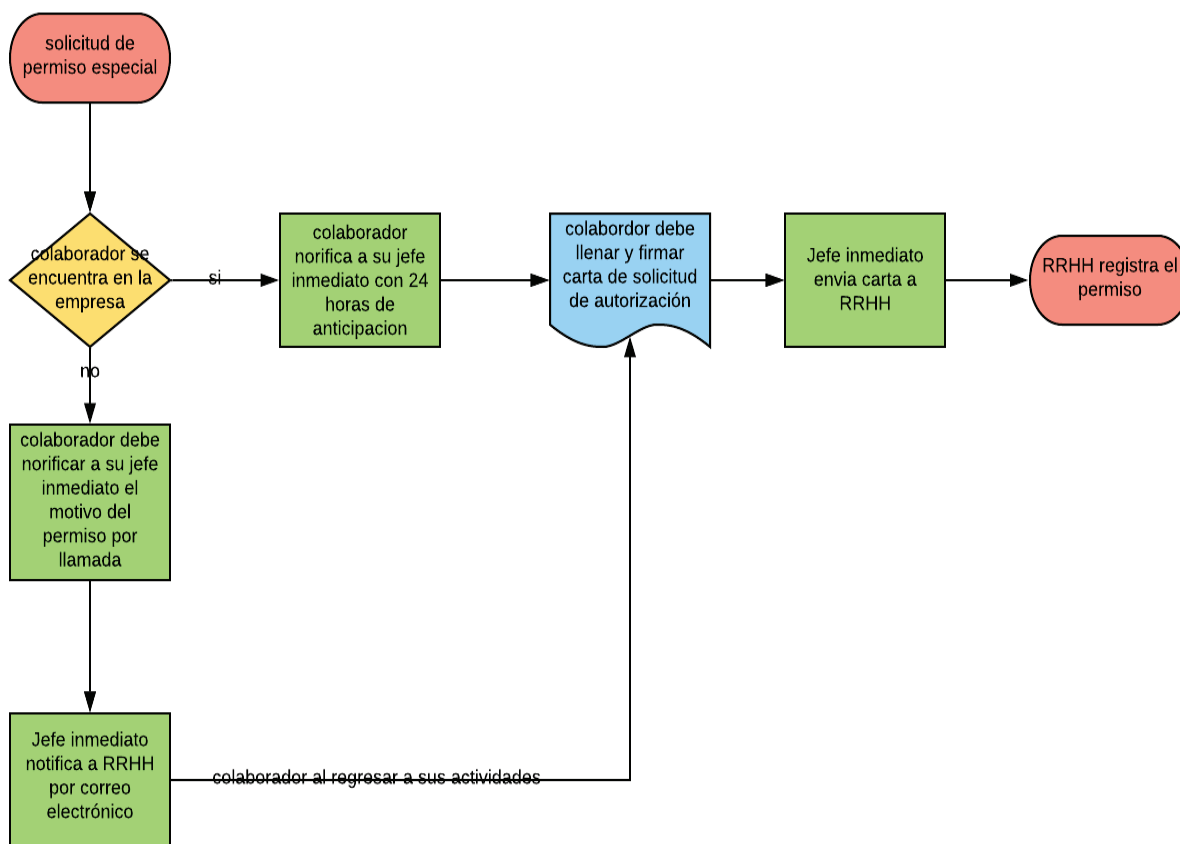 solicitud de
permiso especial
colaborador se
encuentra en la
empresa
si
colaborador
notifica a su jefe
inmediato con 24
horas de
anticipacion
colabordor debe
llenar y firmar
carta de solicitud
de autorización
Jefe inmediato
envia carta a
RRHH
RRHH registra el
permiso
no
colaborador debe
norificar a su jefe
inmediato el
motivo del
permiso por
llamada
Jefe inmediato
notifica a RRHH
por correo
electrónico
colaborador al regresar a sus actividades